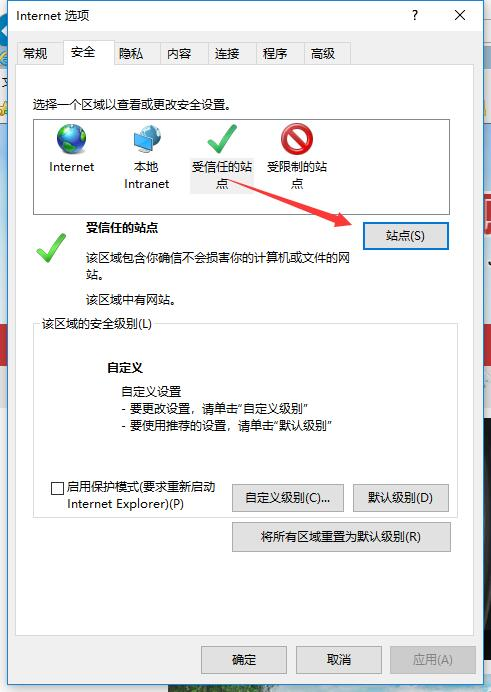 Internet 选项
常规 安全 隐私 内容 连接 程序 高级
选择一个区域以查看或更改安全设置。
Internet
本地
Intranet
受信任的站
点
受限制的站
点
受信任的站点
站点(S)
该区域包含你确信不会损害你的计算机或文件的网
站。
该区域中有网站。
该区域的安全级别(L)
自定义
自定义设置
- 要更改设置，请单击“自定义级别”
- 要使用推荐的设置，请单击“默认级别”
启用保护模式(要求重新启动
Internet Explorer)(P)
自定义级别(C)... 默认级别(D)
将所有区域重置为默认级别(R)
确定 取消 应用(A)